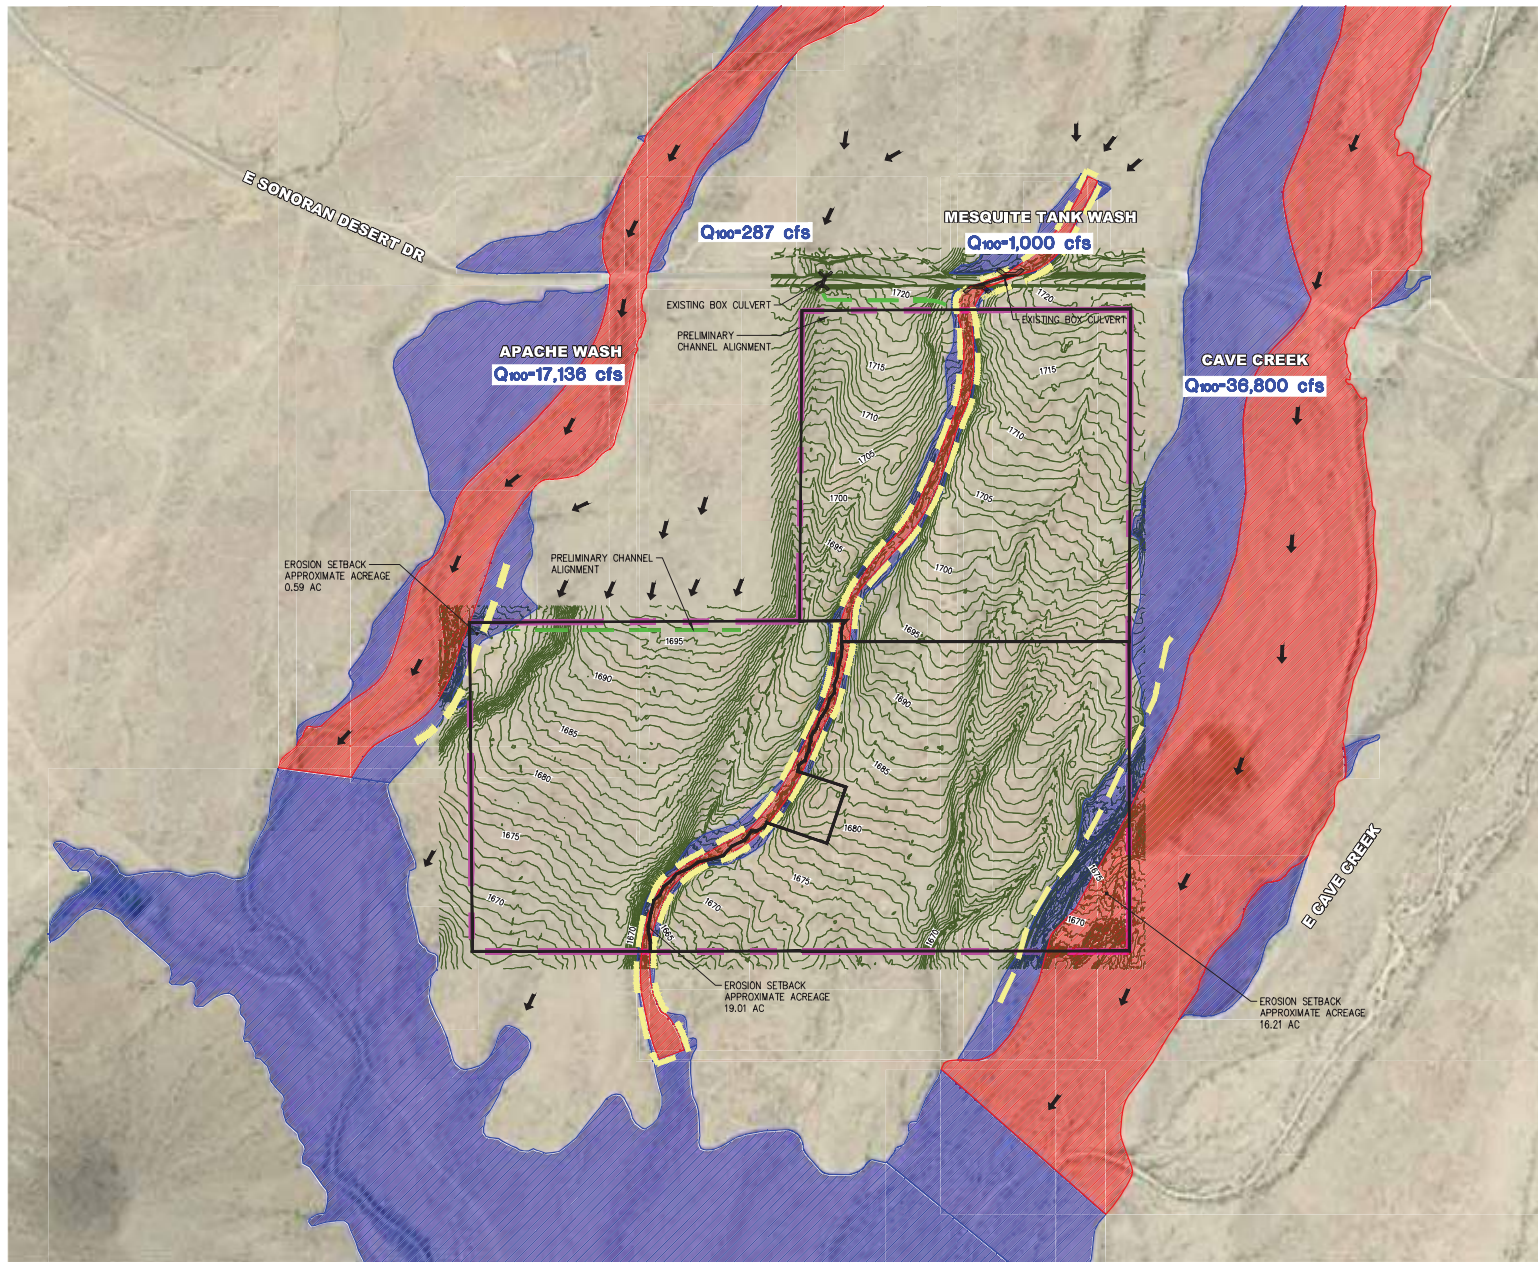 E SONORAN DESERT DR
Q100=287 cfs
MESQUITE TANK WASH
Q100=1,000 cfs
EXISTING BOX CULVERT
1720
1720
EXISTING BOX CULVERT
PRELIMINARY
CHANNEL ALIGNMENT
APACHE WASH
Q100=17,136 cfs
CAVE CREEK
Q100=36,800 cfs
1715
1715
1710
1710
1705
1705
1700
1700
1695
1695
EROSION SETBACK
APPROXIMATE ACREAGE
0.59 AC
PRELIMINARY CHANNEL
ALIGNMENT
1695
1690
1690
1685
1685
1680
1680
1675
1675
1675
1670
1670
1670
1665
1670
1670
E CAVE CREEK
EROSION SETBACK
APPROXIMATE ACREAGE
19.01 AC
EROSION SETBACK
APPROXIMATE ACREAGE
16.21 AC